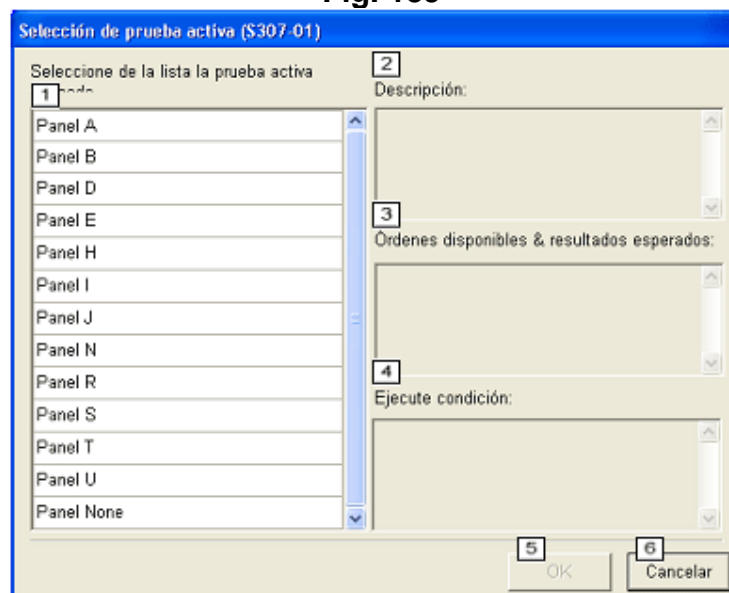 Selección de prueba activa (S307-01)
Seleccione de la lista la prueba activa
1
Panel A
Panel B
Panel D
Panel E
Panel H
Panel I
Panel J
Panel N
Panel R
Panel S
Panel T
Panel U
Panel None
2
Descripción:
3
Órdenes disponibles & resultados esperados:
4
Ejecute condición:
5
OK
6
Cancelar